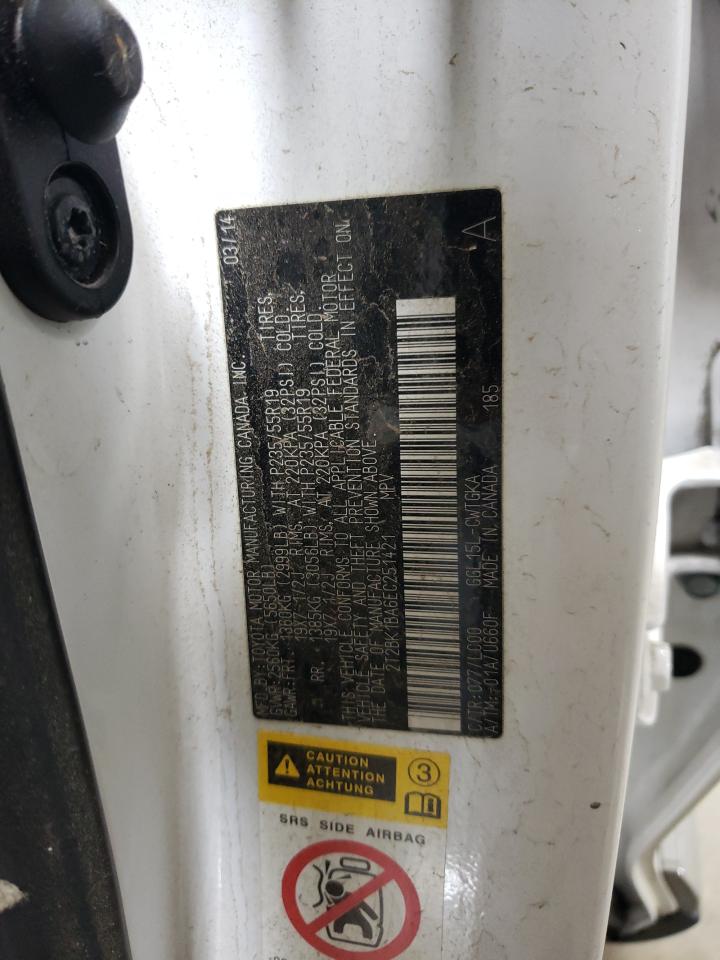 MFD BY: TOYOTA MOTOR MANUFACTURING CANADA INC. 03/14
GVWR 2560KG (5650LB)
GAWR FRT 1360KG (2999LB) WITH P235/55R19 TIRES.
19X7 1/2J RIMS. AT 220KPA (32PSI) COLD
RR 1385KG (3056LB) WITH P235/55R19 TIRES.
19X7 1/2J RIMS. AT 220KPA (32PSI) COLD
THIS VEHICLE CONFORMS TO ALL APPLICABLE FEDERAL MOTOR
VEHICLE SAFETY AND THEFT PREVENTION STANDARDS IN EFFECT ON
THE DATE OF MANUFACTURE SHOWN ABOVE.
2T2BK1BA6EC251421 MPV
C/TR: 077/LC00 GGL15L-CWTGKA 185
A/TM: -01A/U660F MADE IN CANADA A
CAUTION
ATTENTION
ACHTUNG
3
SRS SIDE AIRBAG